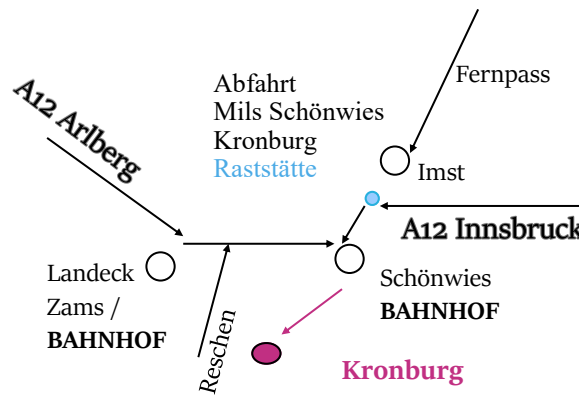 Fernpass
Abfahrt
Mils Schönwies
Kronburg
Raststätte
A12 Arlberg
Imst
A12 Innsbruck
Landeck
Zams /
BAHNHOF
Schönwies
BAHNHOF
Reschen
Kronburg